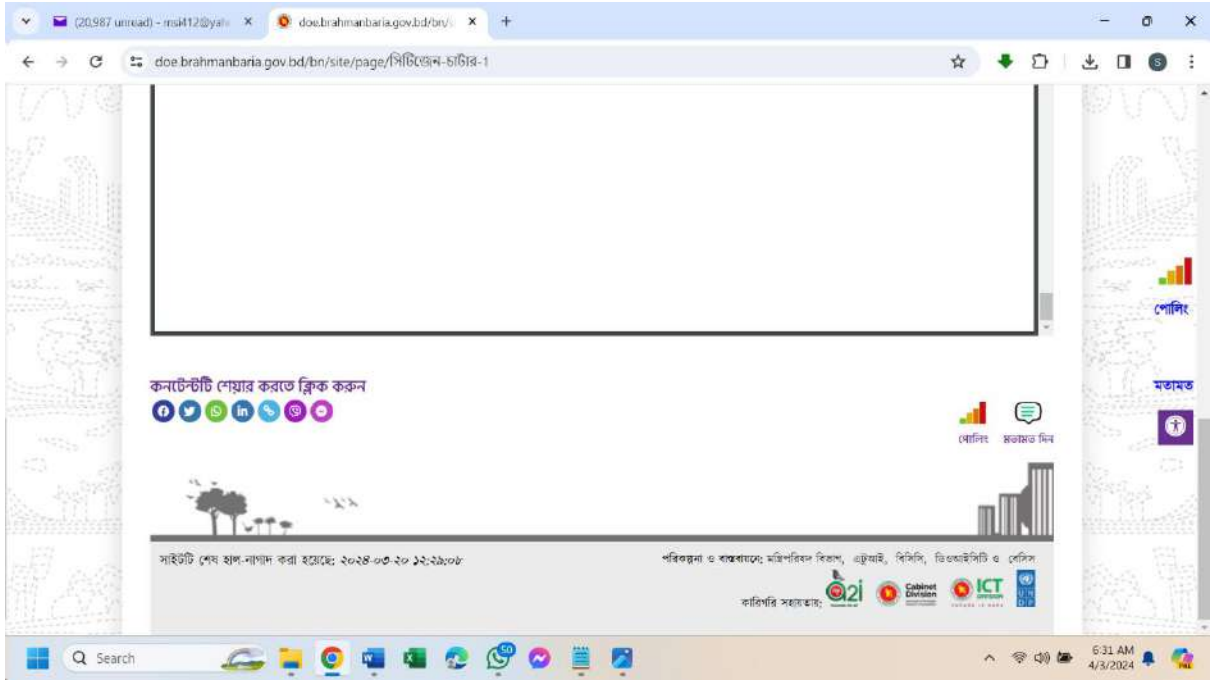 (20,987 unread) - msi412@yah
doe.brahmanbaria.gov.bd/bn/s
doe.brahmanbaria.gov.bd/bn/site/page/সিটিজেন-চার্টার-1
S
পোলিং
মতামত
কনটেন্টটি শেয়ার করতে ক্লিক করুন
পোলিং
মতামত দিন
সাইটটি শেষ হাল-নাগাদ করা হয়েছে: ২০২৪-০৩-২০ ১২:২৯:০৮
পরিকল্পনা ও বাস্তবায়নে: মন্ত্রিপরিষদ বিভাগ, এটুআই, বিসিসি, ডিওআইসিটি ও বেসিস
কারিগরি সহায়তায়:
a2i
Cabinet Division
ICT DIVISION
UNDP
Search
50
6:31 AM
4/3/2024